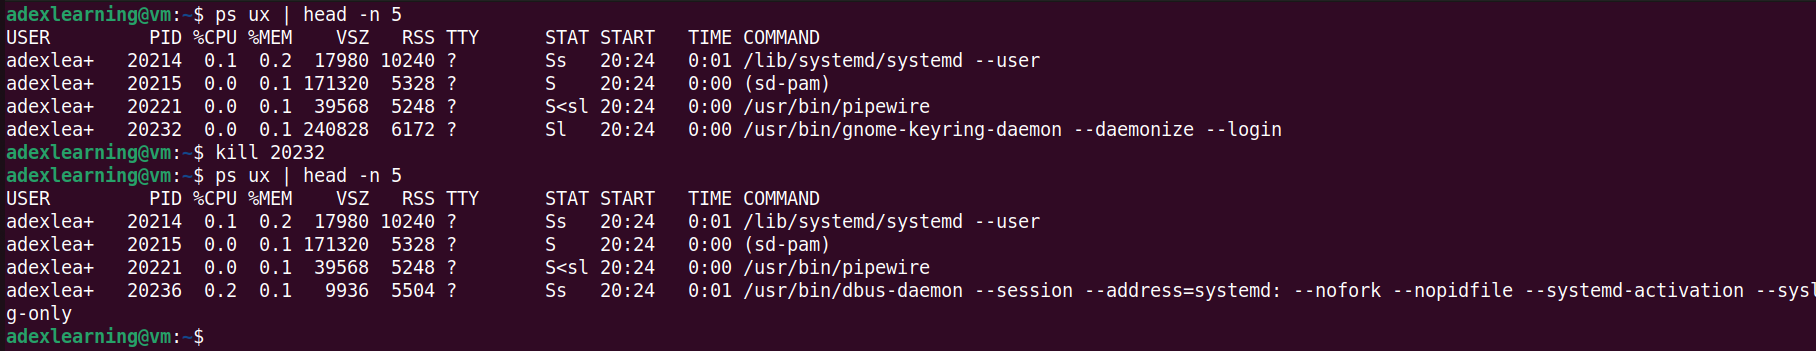 adexlearning@vm:~$ ps ux | head -n 5
USER         PID %CPU %MEM    VSZ   RSS TTY      STAT START   TIME COMMAND
adexlea+   20214  0.1  0.2  17980 10240 ?        Ss   20:24   0:01 /lib/systemd/systemd --user
adexlea+   20215  0.0  0.1 171320  5328 ?        S    20:24   0:00 (sd-pam)
adexlea+   20221  0.0  0.1  39568  5248 ?        S<sl 20:24   0:00 /usr/bin/pipewire
adexlea+   20232  0.0  0.1 240828  6172 ?        Sl   20:24   0:00 /usr/bin/gnome-keyring-daemon --daemonize --login
adexlearning@vm:~$ kill 20232
adexlearning@vm:~$ ps ux | head -n 5
USER         PID %CPU %MEM    VSZ   RSS TTY      STAT START   TIME COMMAND
adexlea+   20214  0.1  0.2  17980 10240 ?        Ss   20:24   0:01 /lib/systemd/systemd --user
adexlea+   20215  0.0  0.1 171320  5328 ?        S    20:24   0:00 (sd-pam)
adexlea+   20221  0.0  0.1  39568  5248 ?        S<sl 20:24   0:00 /usr/bin/pipewire
adexlea+   20236  0.2  0.1   9936  5504 ?        Ss   20:24   0:01 /usr/bin/dbus-daemon --session --address=systemd: --nofork --nopidfile --systemd-activation --sysl
g-only
adexlearning@vm:~$